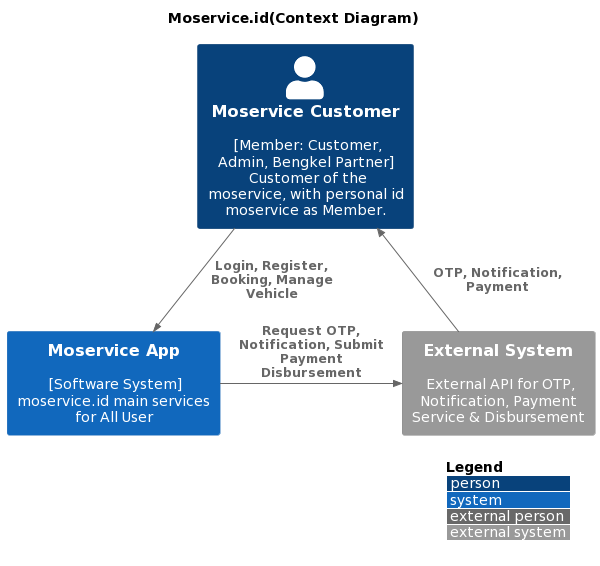 Moservice.id(Context Diagram)
Moservice Customer
[Member: Customer,
Admin, Bengkel Partner]
Customer of the
moservice, with personal id
moservice as Member.
Login, Register,
Booking, Manage
Vehicle
OTP, Notification,
Payment
Moservice App
[Software System]
moservice.id main services
for All User
Request OTP,
Notification, Submit
Payment
Disbursement
External System
External API for OTP,
Notification, Payment
Service & Disbursement
Legend
person
system
external person
external system